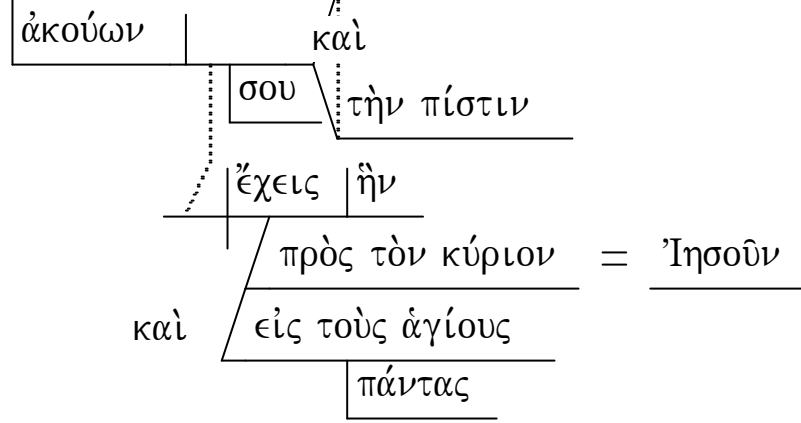 ἀκούων
καὶ
σου
τὴν πίστιν
ἔχεις ἣν
πρὸς τὸν κύριον = Ἰησοῦν
καὶ εἰς τοὺς ἁγίους
πάντας